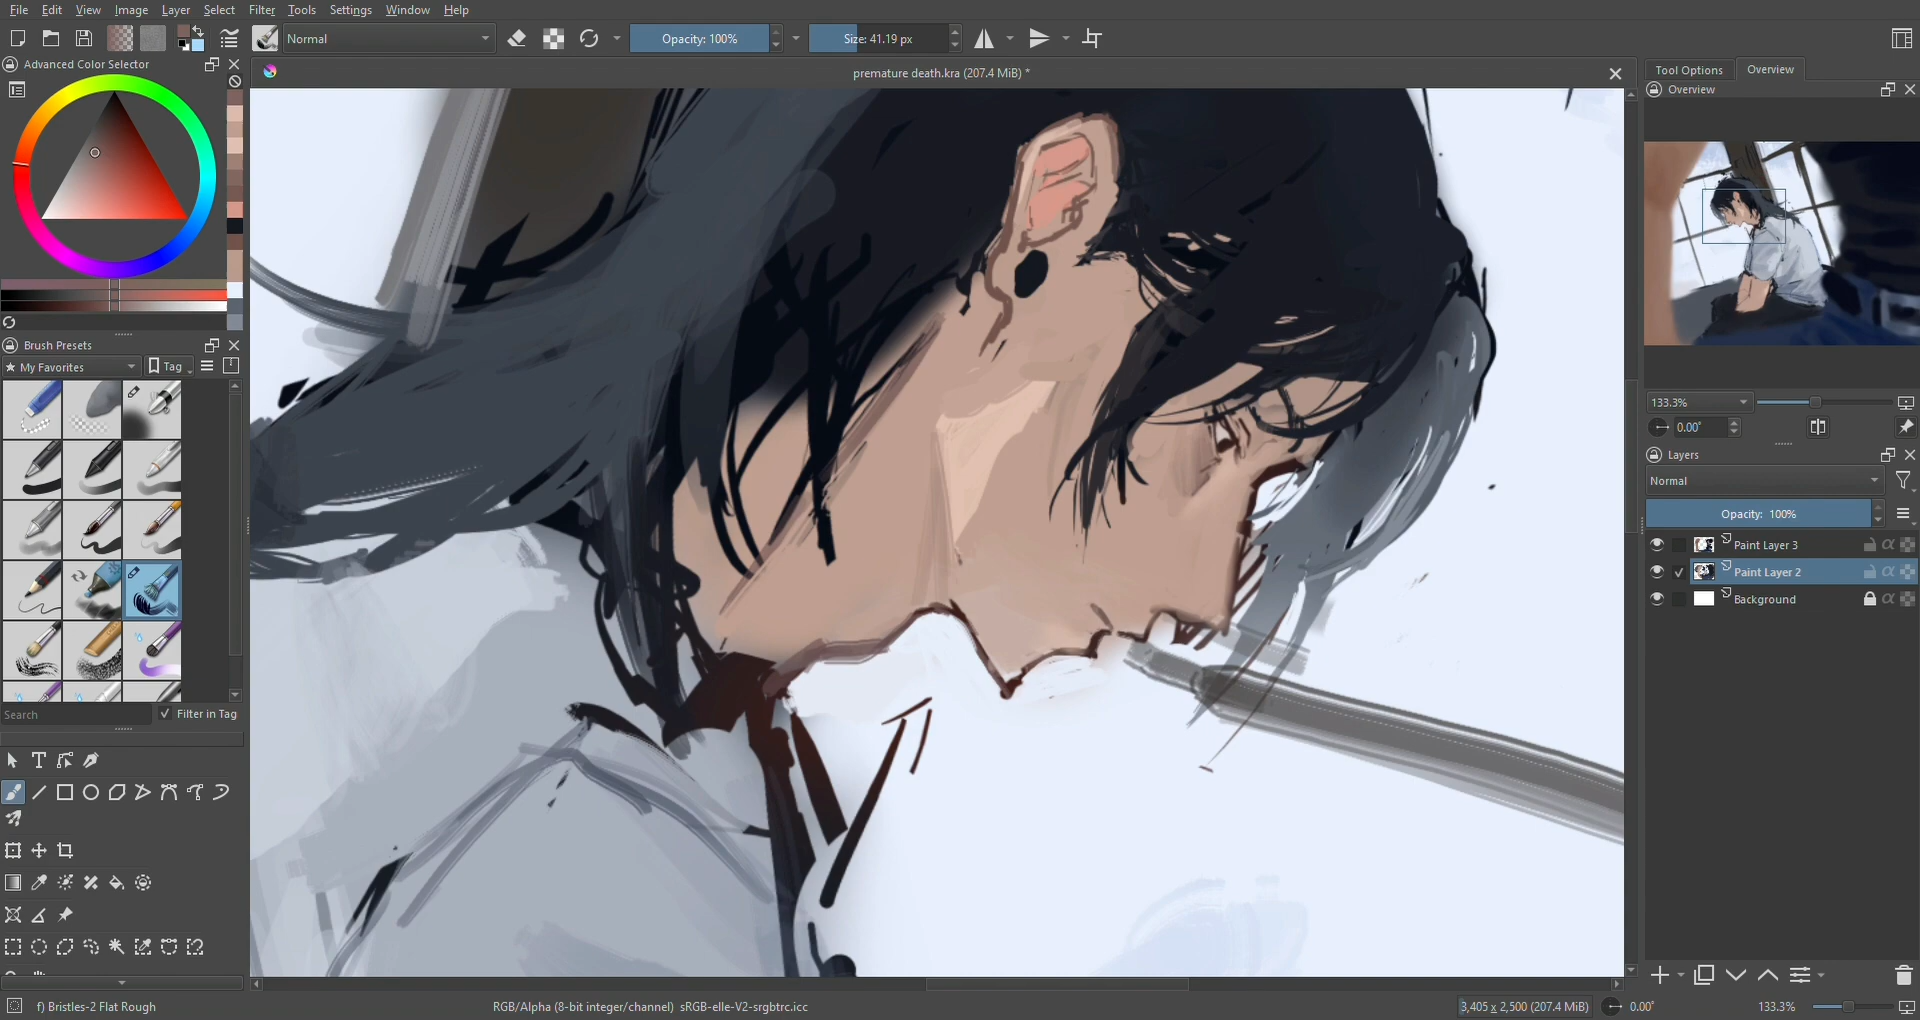 File Edit View Image Layer Select Filter Tools Settings Window Help
Normal
Opacity: 100%
Size: 41.19 px
Advanced Color Selector
premature death.kra (207.4 MiB) *
Tool Options
Overview
Overview
133.3%
0.00°
Brush Presets
My Favorites
Tag
Layers
Normal
Opacity: 100%
Paint Layer 3
Paint Layer 2
Background
Search
Filter in Tag
f) Bristles-2 Flat Rough
RGB/Alpha (8-bit integer/channel) sRGB-elle-V2-srgbtrc.icc
3,405 x 2,500 (207.4 MiB)
0.00°
133.3%